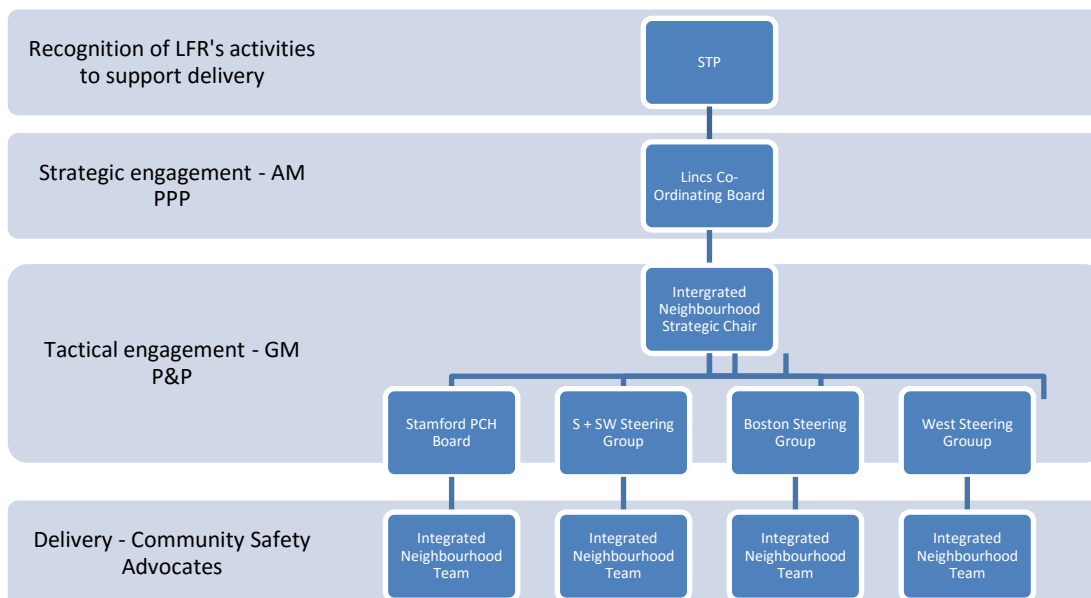 Recognition of LFR's activities
to support delivery
STP
Strategic engagement - AM
PPP
Lincs Co-
Ordinating Board
Tactical engagement - GM
P&P
Intergrated
Neighbourhood
Strategic Chair
Stamford PCH
Board
S + SW Steering
Group
Boston Steering
Group
West Steering
Grouup
Delivery - Community Safety
Advocates
Integrated
Neighbourhood
Team
Integrated
Neighbourhood
Team
Integrated
Neighbourhood
Team
Integrated
Neighbourhood
Team